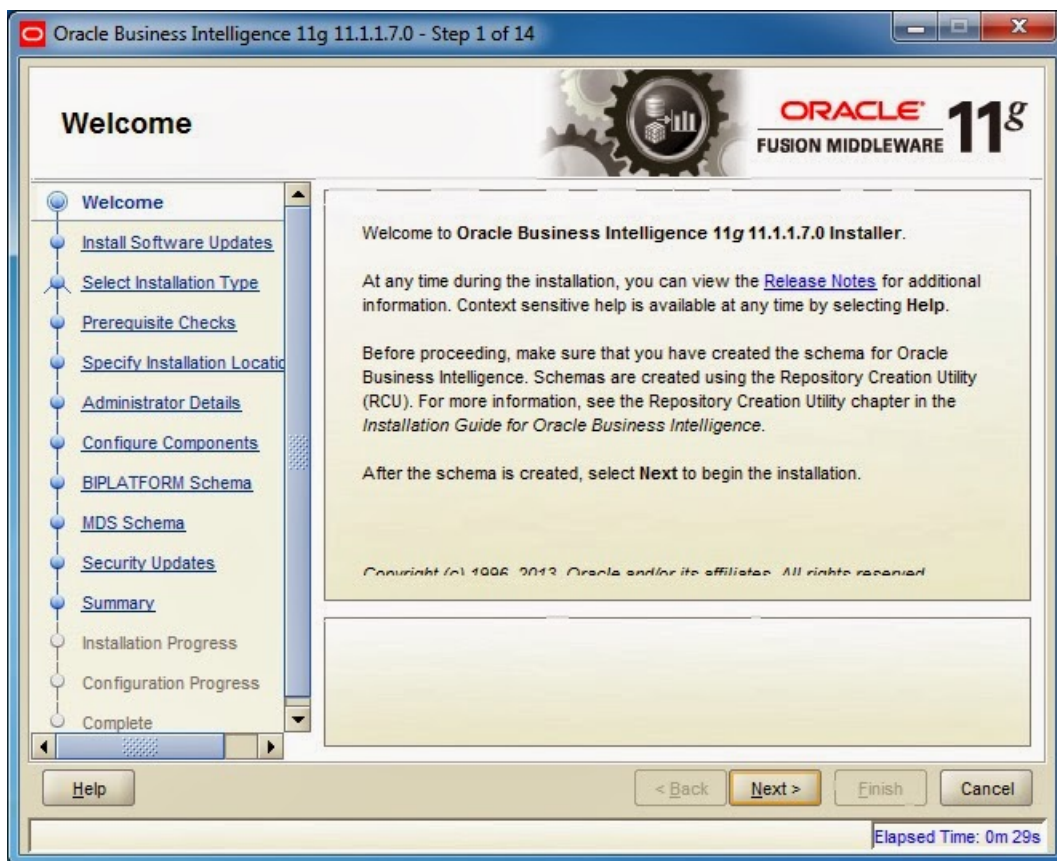 Oracle Business Intelligence 11g 11.1.1.7.0 - Step 1 of 14
Welcome
ORACLE
FUSION MIDDLEWARE 11g
Welcome
Install Software Updates
Select Installation Type
Prerequisite Checks
Specify Installation Locatio
Administrator Details
Configure Components
BIPLATFORM Schema
MDS Schema
Security Updates
Summary
Installation Progress
Configuration Progress
Complete
Welcome to Oracle Business Intelligence 11g 11.1.1.7.0 Installer.
At any time during the installation, you can view the Release Notes for additional
information. Context sensitive help is available at any time by selecting Help.
Before proceeding, make sure that you have created the schema for Oracle
Business Intelligence. Schemas are created using the Repository Creation Utility
(RCU). For more information, see the Repository Creation Utility chapter in the
Installation Guide for Oracle Business Intelligence.
After the schema is created, select Next to begin the installation.
Copyright (c) 1996, 2013, Oracle and/or its affiliates. All rights reserved.
Help
< Back
Next >
Finish
Cancel
Elapsed Time: 0m 29s